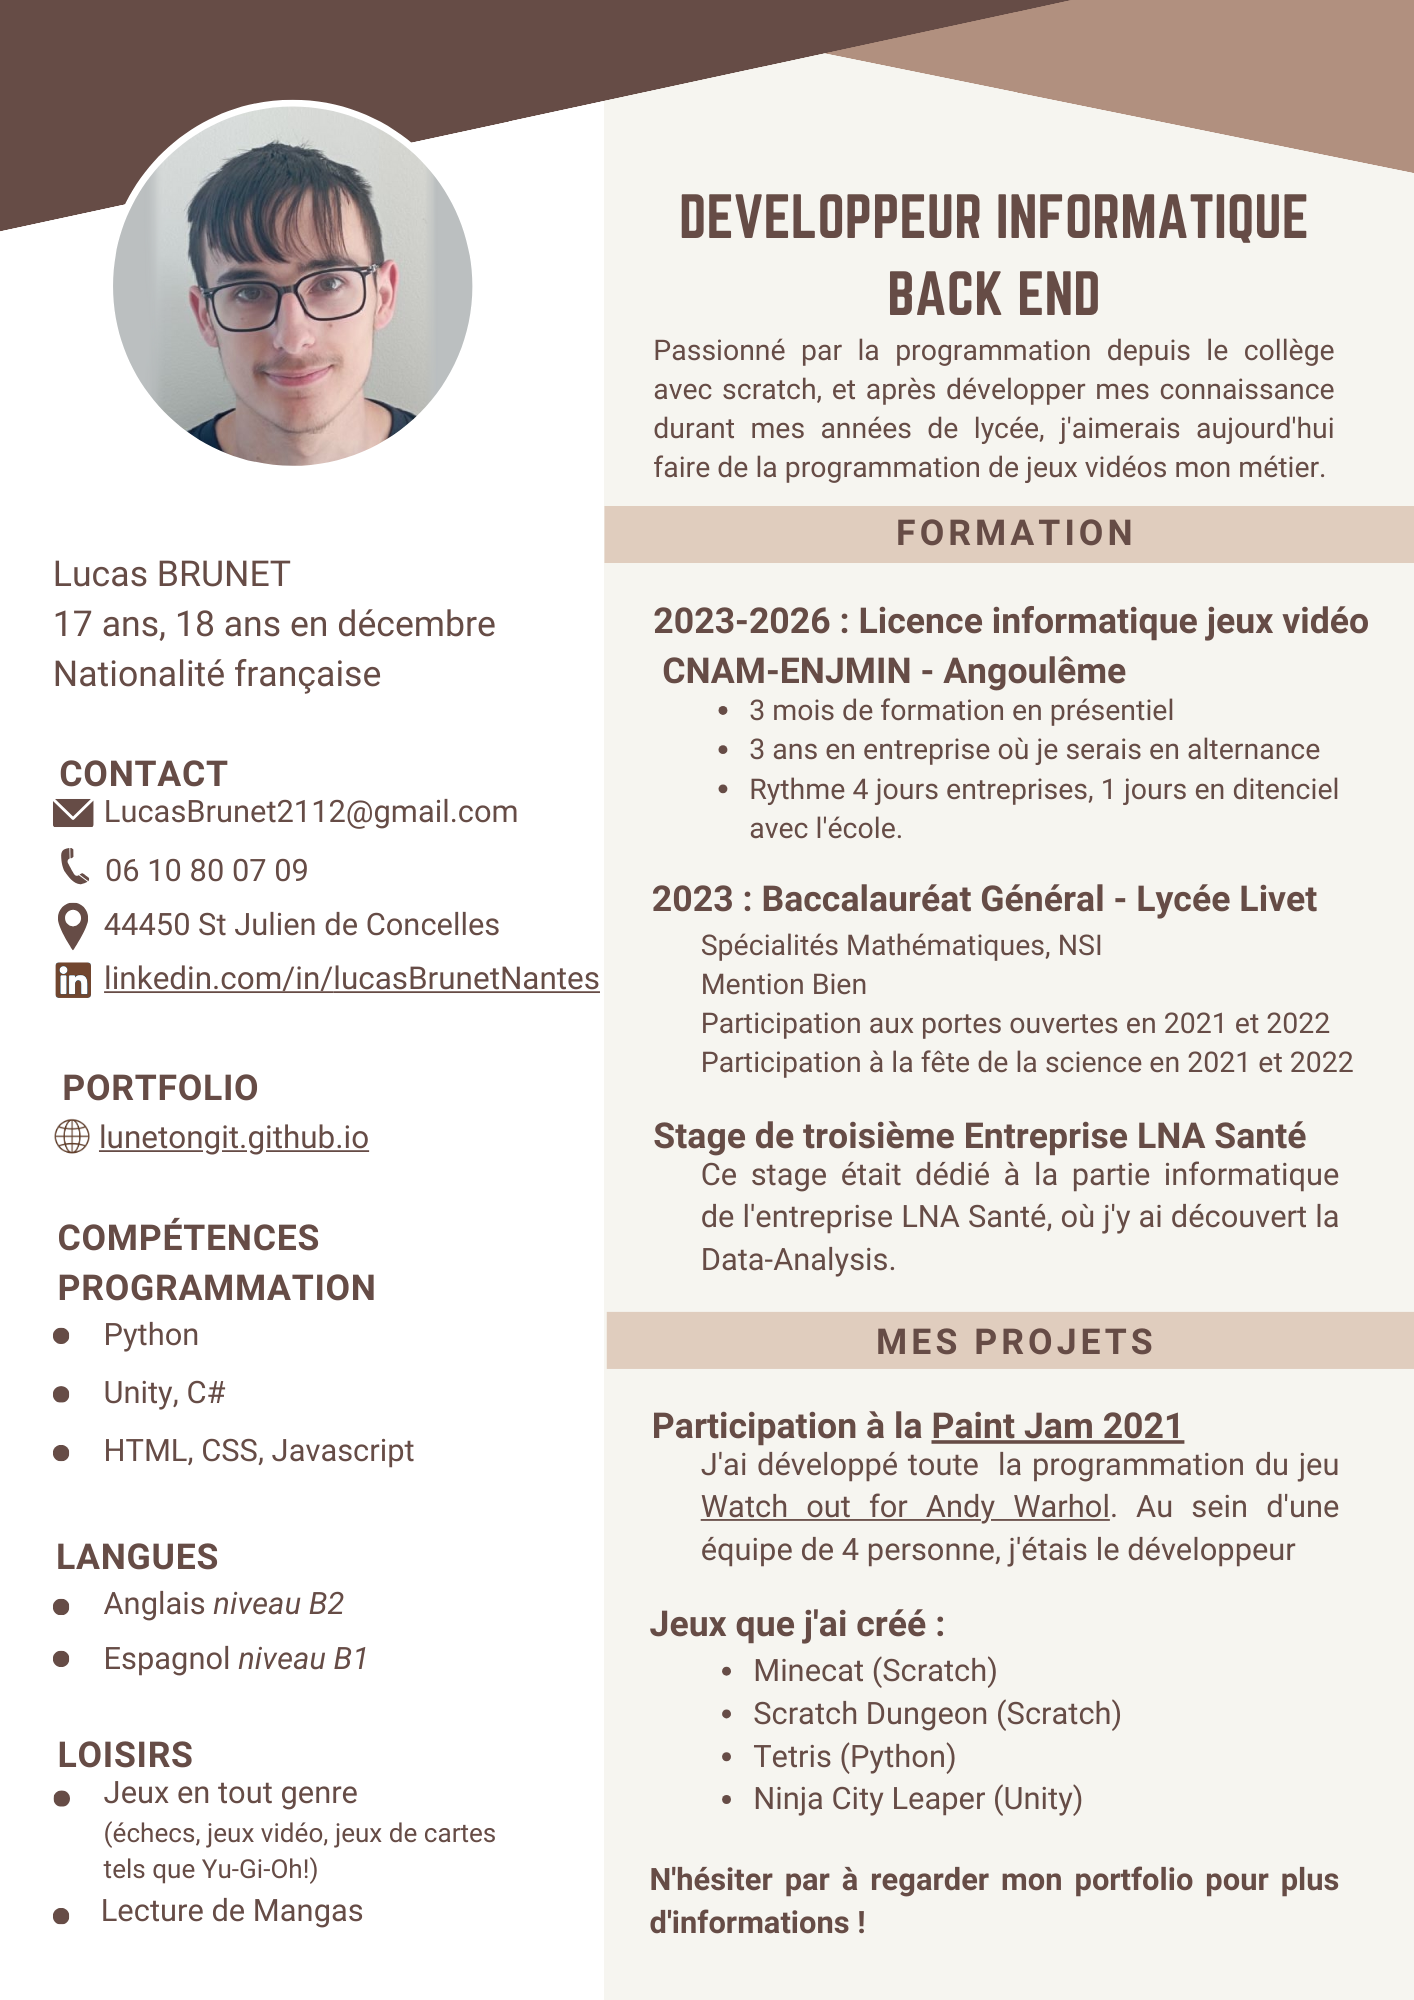 DEVELOPPEUR INFORMATIQUE
BACK END
Passionné par la programmation depuis le collège
avec scratch, et après développer mes connaissance
durant mes années de lycée, j'aimerais aujourd'hui
faire de la programmation de jeux vidéos mon métier.
Lucas BRUNET
17 ans, 18 ans en décembre
Nationalité française
CONTACT
LucasBrunet2112@gmail.com
06 10 80 07 09
44450 St Julien de Concelles
in
linkedin.com/in/lucasBrunetNantes
PORTFOLIO
lunetongit.github.io
COMPÉTENCES
PROGRAMMATION
Python
Unity, C#
HTML, CSS, Javascript
LANGUES
Anglais niveau B2
Espagnol niveau B1
LOISIRS
Jeux en tout genre
(échecs, jeux vidéo, jeux de cartes
tels que Yu-Gi-Oh!)
Lecture de Mangas
FORMATION
2023-2026 : Licence informatique jeux vidéo
CNAM-ENJMIN - Angoulême
• 3 mois de formation en présentiel
• 3 ans en entreprise où je serais en alternance
• Rythme 4 jours entreprises, 1 jours en ditenciel
avec l'école.
2023 : Baccalauréat Général - Lycée Livet
Spécialités Mathématiques, NSI
Mention Bien
Participation aux portes ouvertes en 2021 et 2022
Participation à la fête de la science en 2021 et 2022
Stage de troisième Entreprise LNA Santé
Ce stage était dédié à la partie informatique
de l'entreprise LNA Santé, où j'y ai découvert la
Data-Analysis.
MES PROJETS
Participation à la Paint Jam 2021
J'ai développé toute la programmation du jeu
Watch out for Andy Warhol. Au sein d'une
équipe de 4 personne, j'étais le développeur
Jeux que j'ai créé :
• Minecat (Scratch)
• Scratch Dungeon (Scratch)
• Tetris (Python)
• Ninja City Leaper (Unity)
N'hésiter par à regarder mon portfolio pour plus
d'informations !